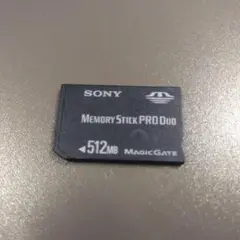 SONY
MEMORY STICK PRO DUO
◄512MB
MAGICGATE